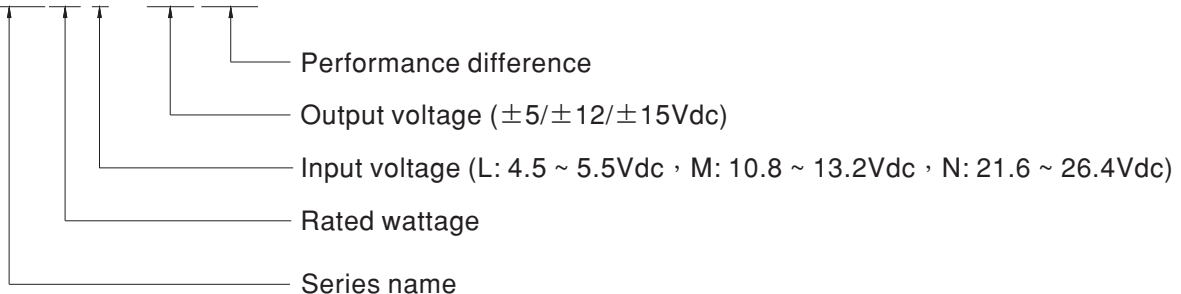 Performance difference
Output voltage (±5/±12/±15Vdc)
Input voltage (L: 4.5 ~ 5.5Vdc，M: 10.8 ~ 13.2Vdc，N: 21.6 ~ 26.4Vdc)
Rated wattage
Series name